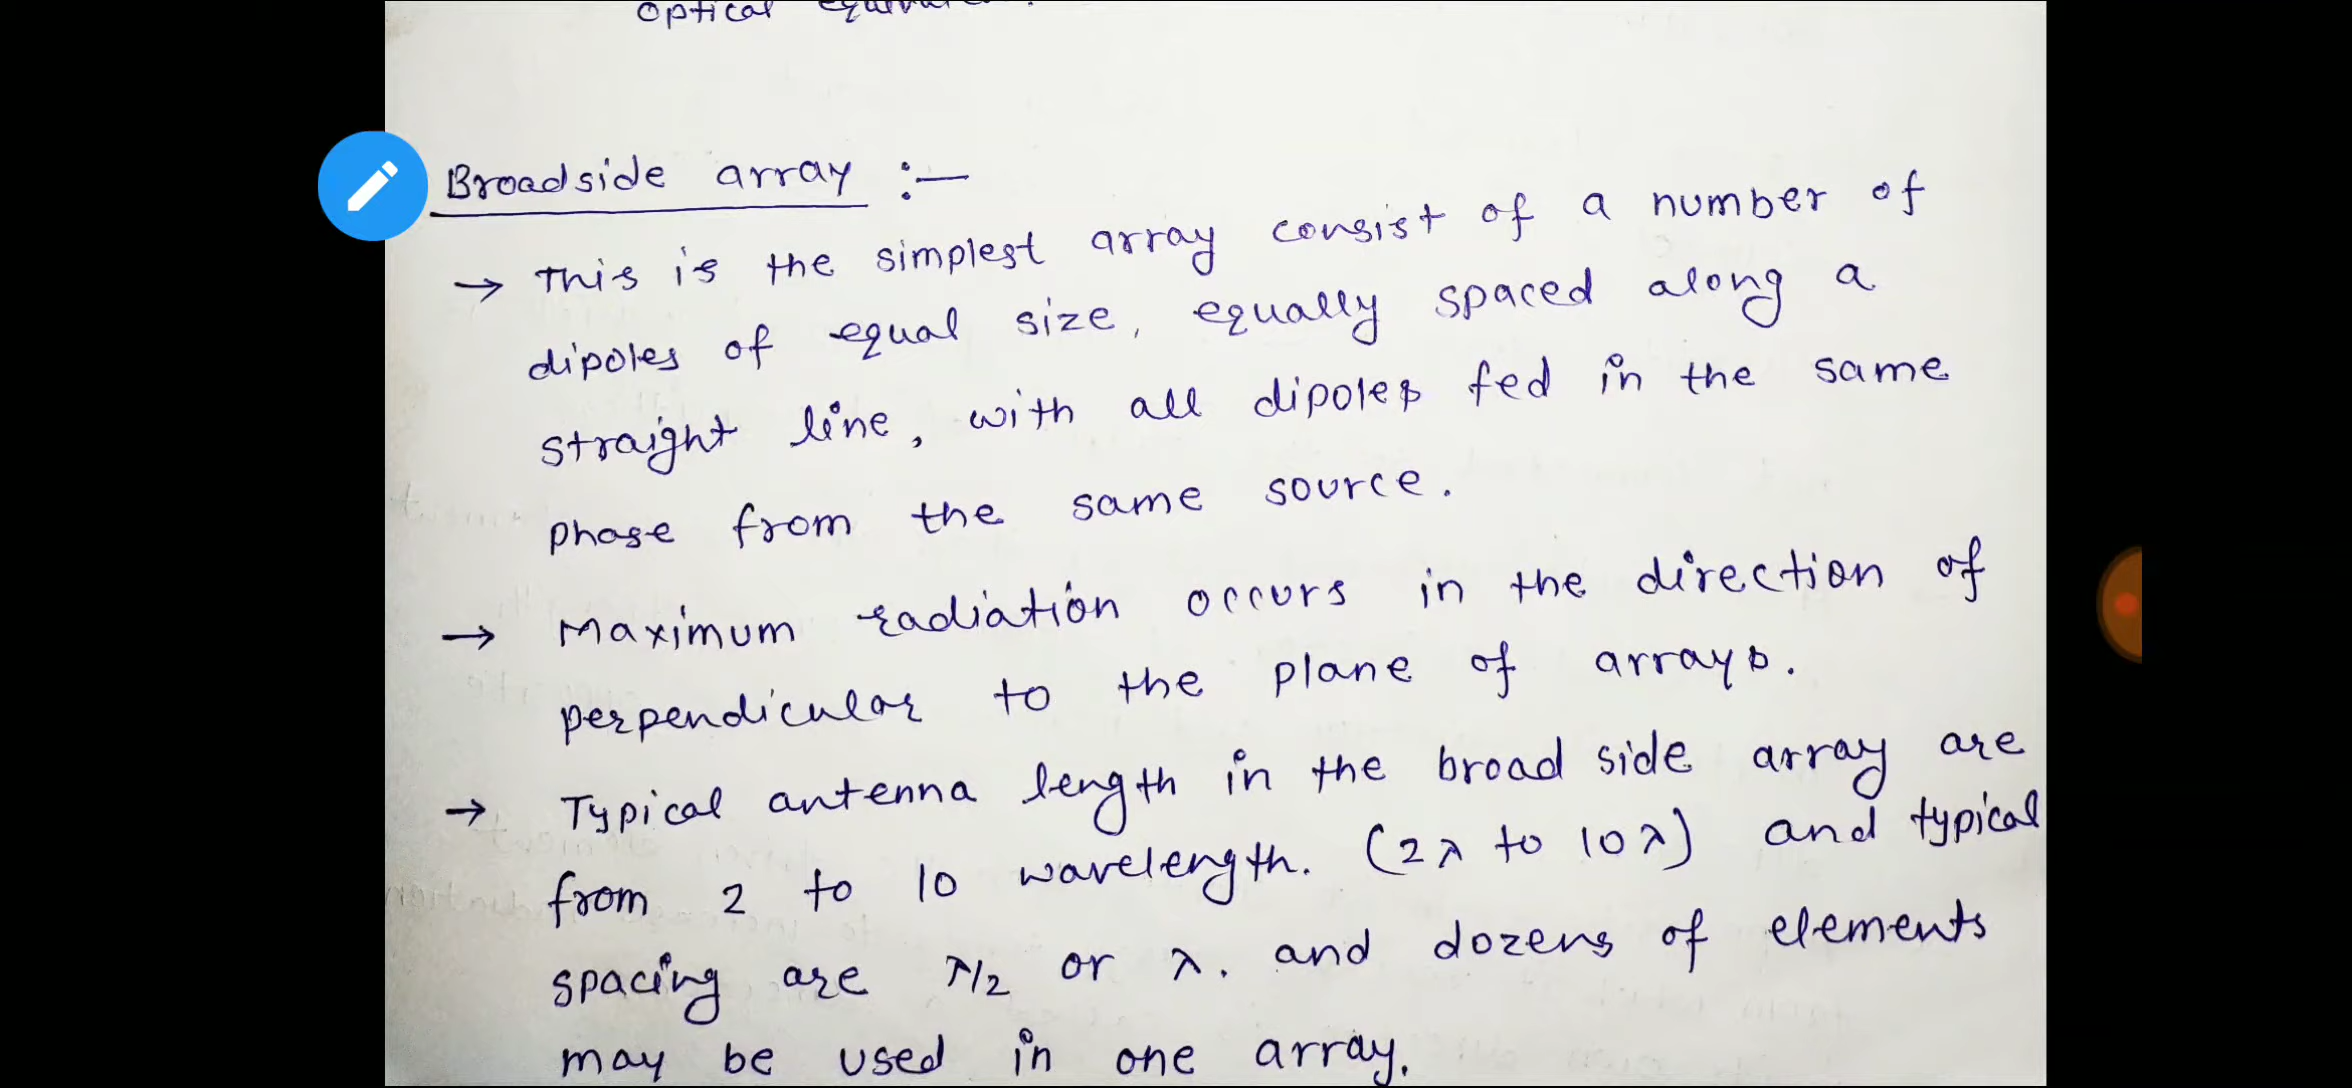 optical
Broadside array :-
→ This is the simplest array consist of a number of
dipoles of equal size, equally spaced along a
straight line, with all dipoles fed in the same
phase from the same source.
→ Maximum radiation occurs in the direction of
perpendicular to the plane of arrays.
→ Typical antenna length in the broad side array are
from 2 to 10 wavelength. (2λ to 10λ) and typical
spacing are λ/2 or λ. and dozens of elements
may be used in one array.